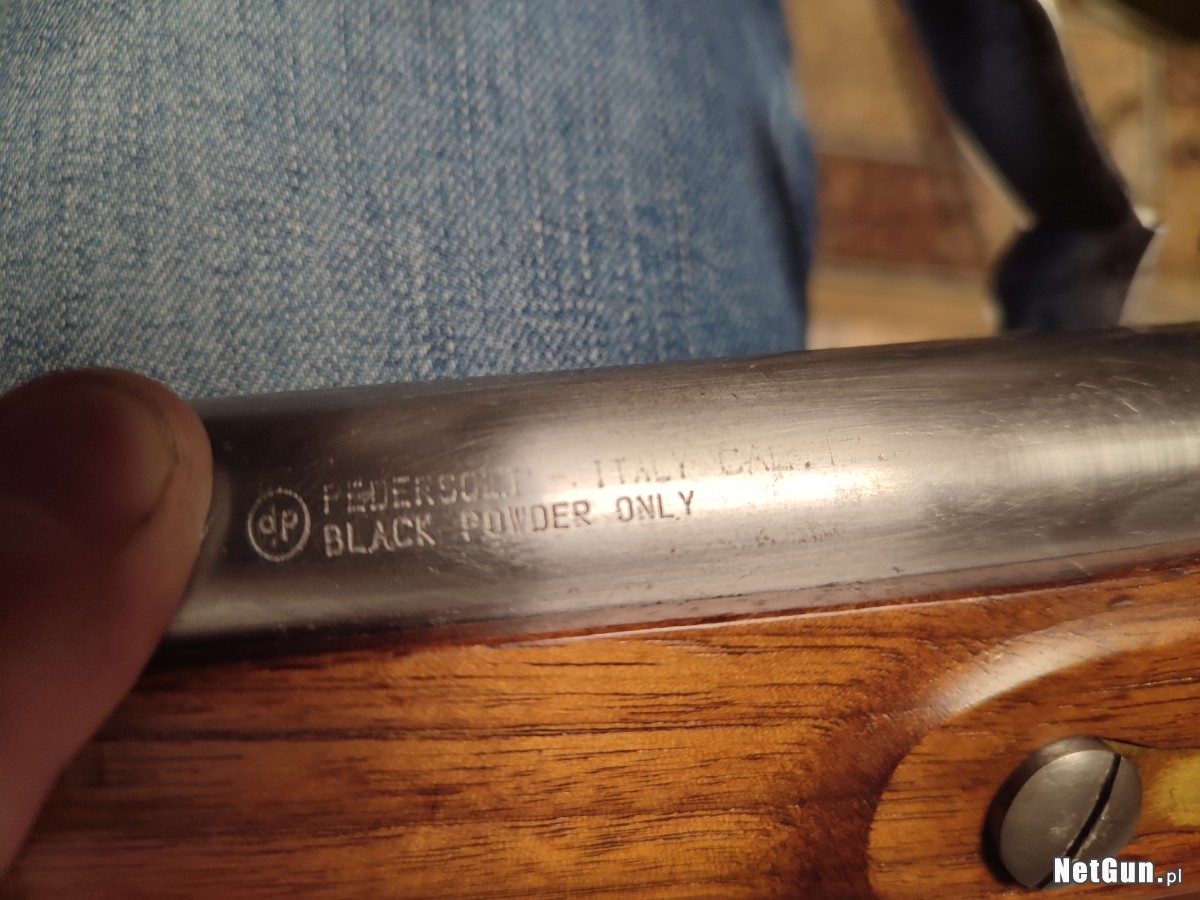 dp PEDERSOLI - ITALY CAL.
BLACK POWDER ONLY
NetGun.pl